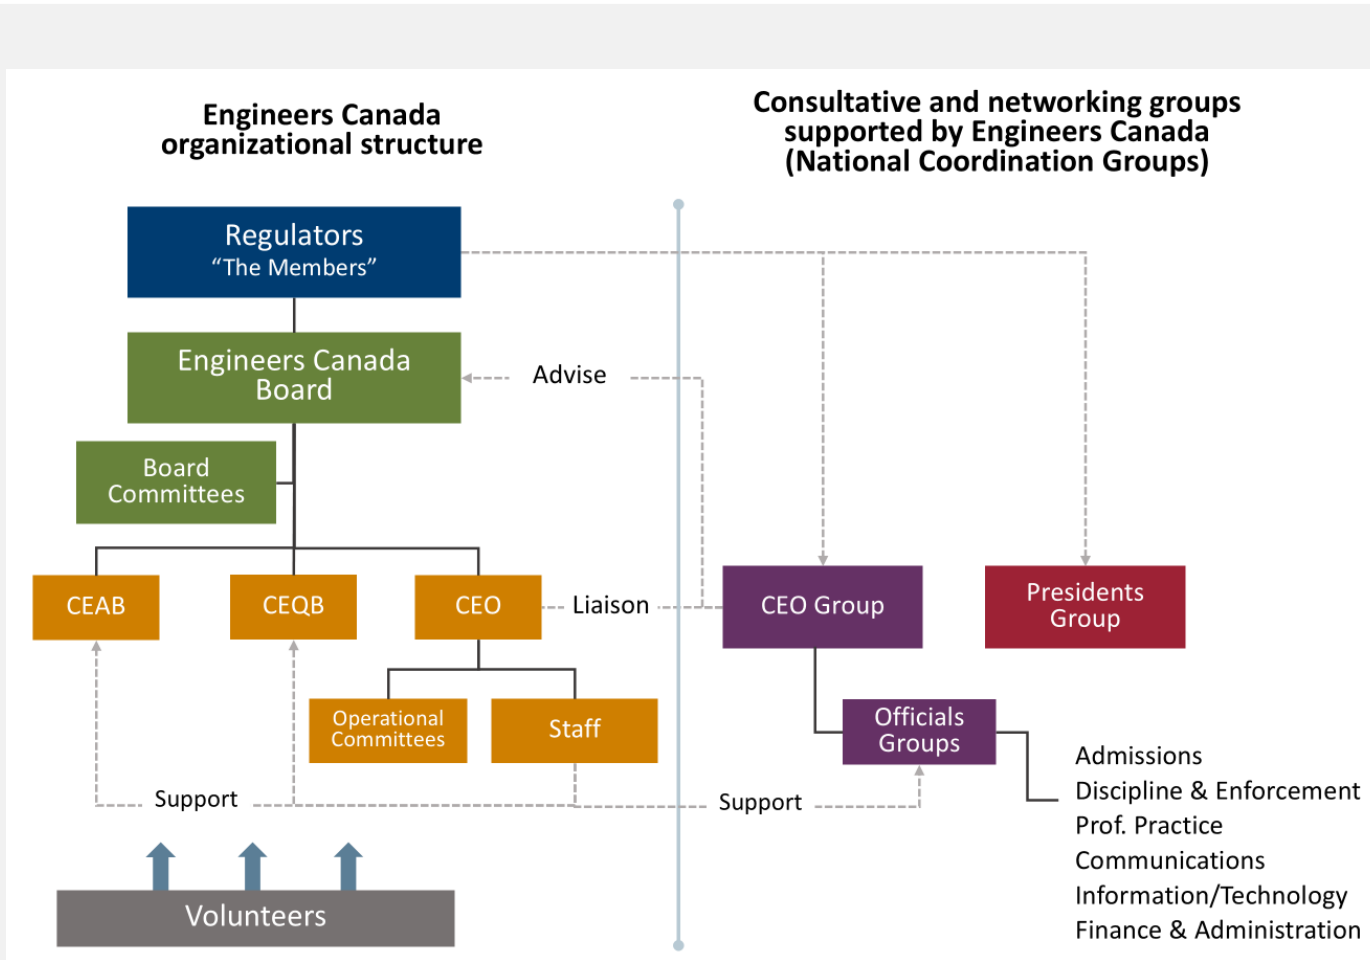 Engineers Canada
organizational structure
Consultative and networking groups
supported by Engineers Canada
(National Coordination Groups)
Regulators
“The Members”
Engineers Canada
Board
Advise
Board
Committees
CEAB
CEQB
CEO
Liaison
CEO Group
Presidents
Group
Operational
Committees
Staff
Officials
Groups
Support
Support
Admissions
Discipline & Enforcement
Prof. Practice
Communications
Information/Technology
Finance & Administration
Volunteers